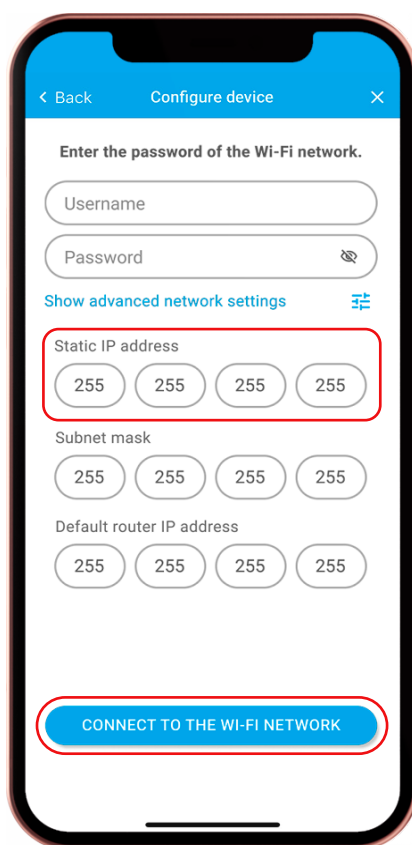 Back Configure device
Enter the password of the Wi-Fi network.
Username
Password
Show advanced network settings
Static IP address
255 255 255 255
Subnet mask
255 255 255 255
Default router IP address
255 255 255 255
CONNECT TO THE WI-FI NETWORK